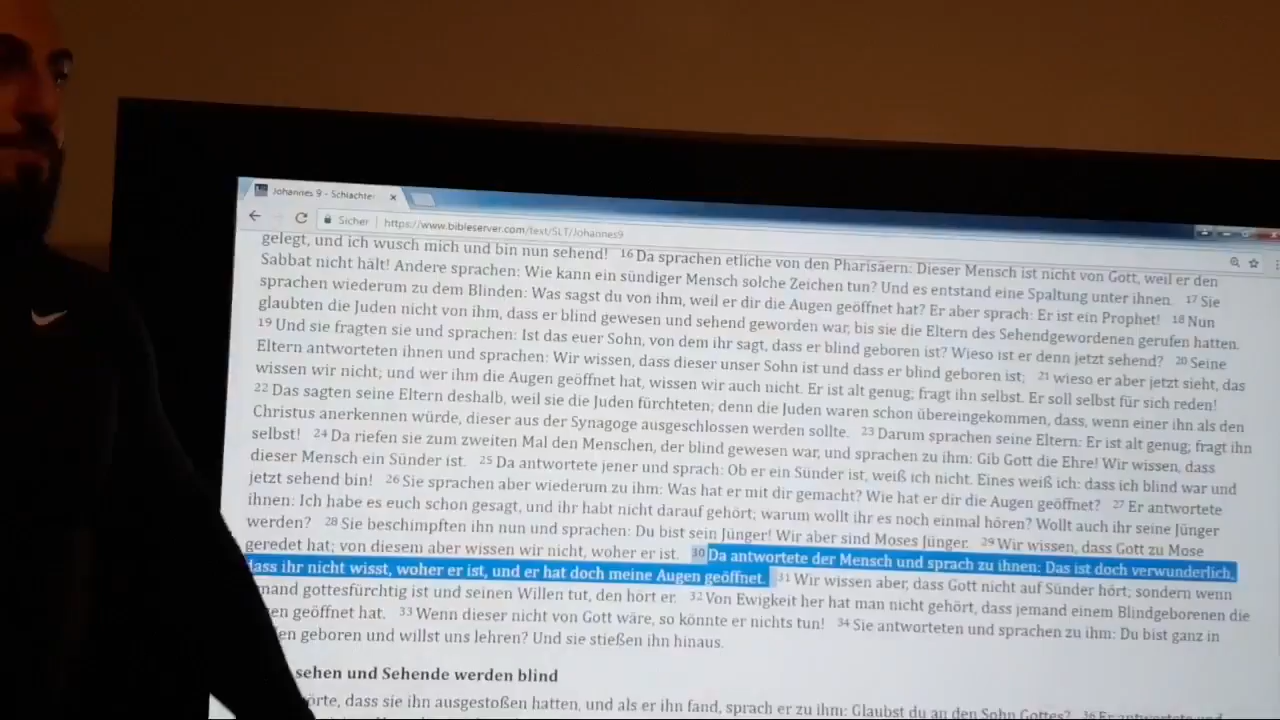 Johannes 9 - Schlachte
Sicher https://www.bibleserver.com/text/SLT/Johannes9
gelegt, und ich wusch mich und bin nun sehend! 16 Da sprachen etliche von den Pharisäern: Dieser Mensch ist nicht von Gott, weil er den
Sabbat nicht hält! Andere sprachen: Wie kann ein sündiger Mensch solche Zeichen tun? Und es entstand eine Spaltung unter ihnen. 17 Sie
sprachen wiederum zu dem Blinden: Was sagst du von ihm, weil er dir die Augen geöffnet hat? Er aber sprach: Er ist ein Prophet! 18 Nun
glaubten die Juden nicht von ihm, dass er blind gewesen und sehend geworden war, bis sie die Eltern des Sehendgewordenen gerufen hatten.
19 Und sie fragten sie und sprachen: Ist das euer Sohn, von dem ihr sagt, dass er blind geboren ist? Wieso ist er denn jetzt sehend? 20 Seine
Eltern antworteten ihnen und sprachen: Wir wissen, dass dieser unser Sohn ist und dass er blind geboren ist; 21 wieso er aber jetzt sieht, das
wissen wir nicht; und wer ihm die Augen geöffnet hat, wissen wir auch nicht. Er ist alt genug; fragt ihn selbst. Er soll selbst für sich reden!
22 Das sagten seine Eltern deshalb, weil sie die Juden fürchteten; denn die Juden waren schon übereingekommen, dass, wenn einer ihn als den
Christus anerkennen würde, dieser aus der Synagoge ausgeschlossen werden sollte. 23 Darum sprachen seine Eltern: Er ist alt genug, fragt ihn
selbst! 24 Da riefen sie zum zweiten Mal den Menschen, der blind gewesen war, und sprachen zu ihm: Gib Gott die Ehre! Wir wissen, dass
dieser Mensch ein Sünder ist. 25 Da antwortete jener und sprach: Ob er ein Sünder ist, weiß ich nicht. Eines weiß ich: dass ich blind war und
jetzt sehend bin! 26 Sie sprachen aber wiederum zu ihm: Was hat er mit dir gemacht? Wie hat er dir die Augen geöffnet? 27 Er antwortete
ihnen: Ich habe es euch schon gesagt, und ihr habt nicht darauf gehört; warum wollt ihr es noch einmal hören? Wollt auch ihr seine Jünger
werden? 28 Sie beschimpften ihn nun und sprachen: Du bist sein Jünger! Wir aber sind Moses Jünger. 29 Wir wissen, dass Gott zu Mose
geredet hat; von diesem aber wissen wir nicht, woher er ist. 30 Da antwortete der Mensch und sprach zu ihnen: Das ist doch verwunderlich,
dass ihr nicht wisst, woher er ist, und er hat doch meine Augen geöffnet. 31 Wir wissen aber, dass Gott nicht auf Sünder hört; sondern wenn
mand gottesfürchtig ist und seinen Willen tut, den hört er. 32 Von Ewigkeit her hat man nicht gehört, dass jemand einem Blindgeborenen die
gen geöffnet hat. 33 Wenn dieser nicht von Gott wäre, so könnte er nichts tun! 34 Sie antworteten und sprachen zu ihm: Du bist ganz in
en geboren und willst uns lehren? Und sie stießen ihn hinaus.
sehen und Sehende werden blind
örte, dass sie ihn ausgestoßen hatten, und als er ihn fand, sprach er zu ihm: Glaubst du an den Sohn Gottes? 36 Er antwortete und